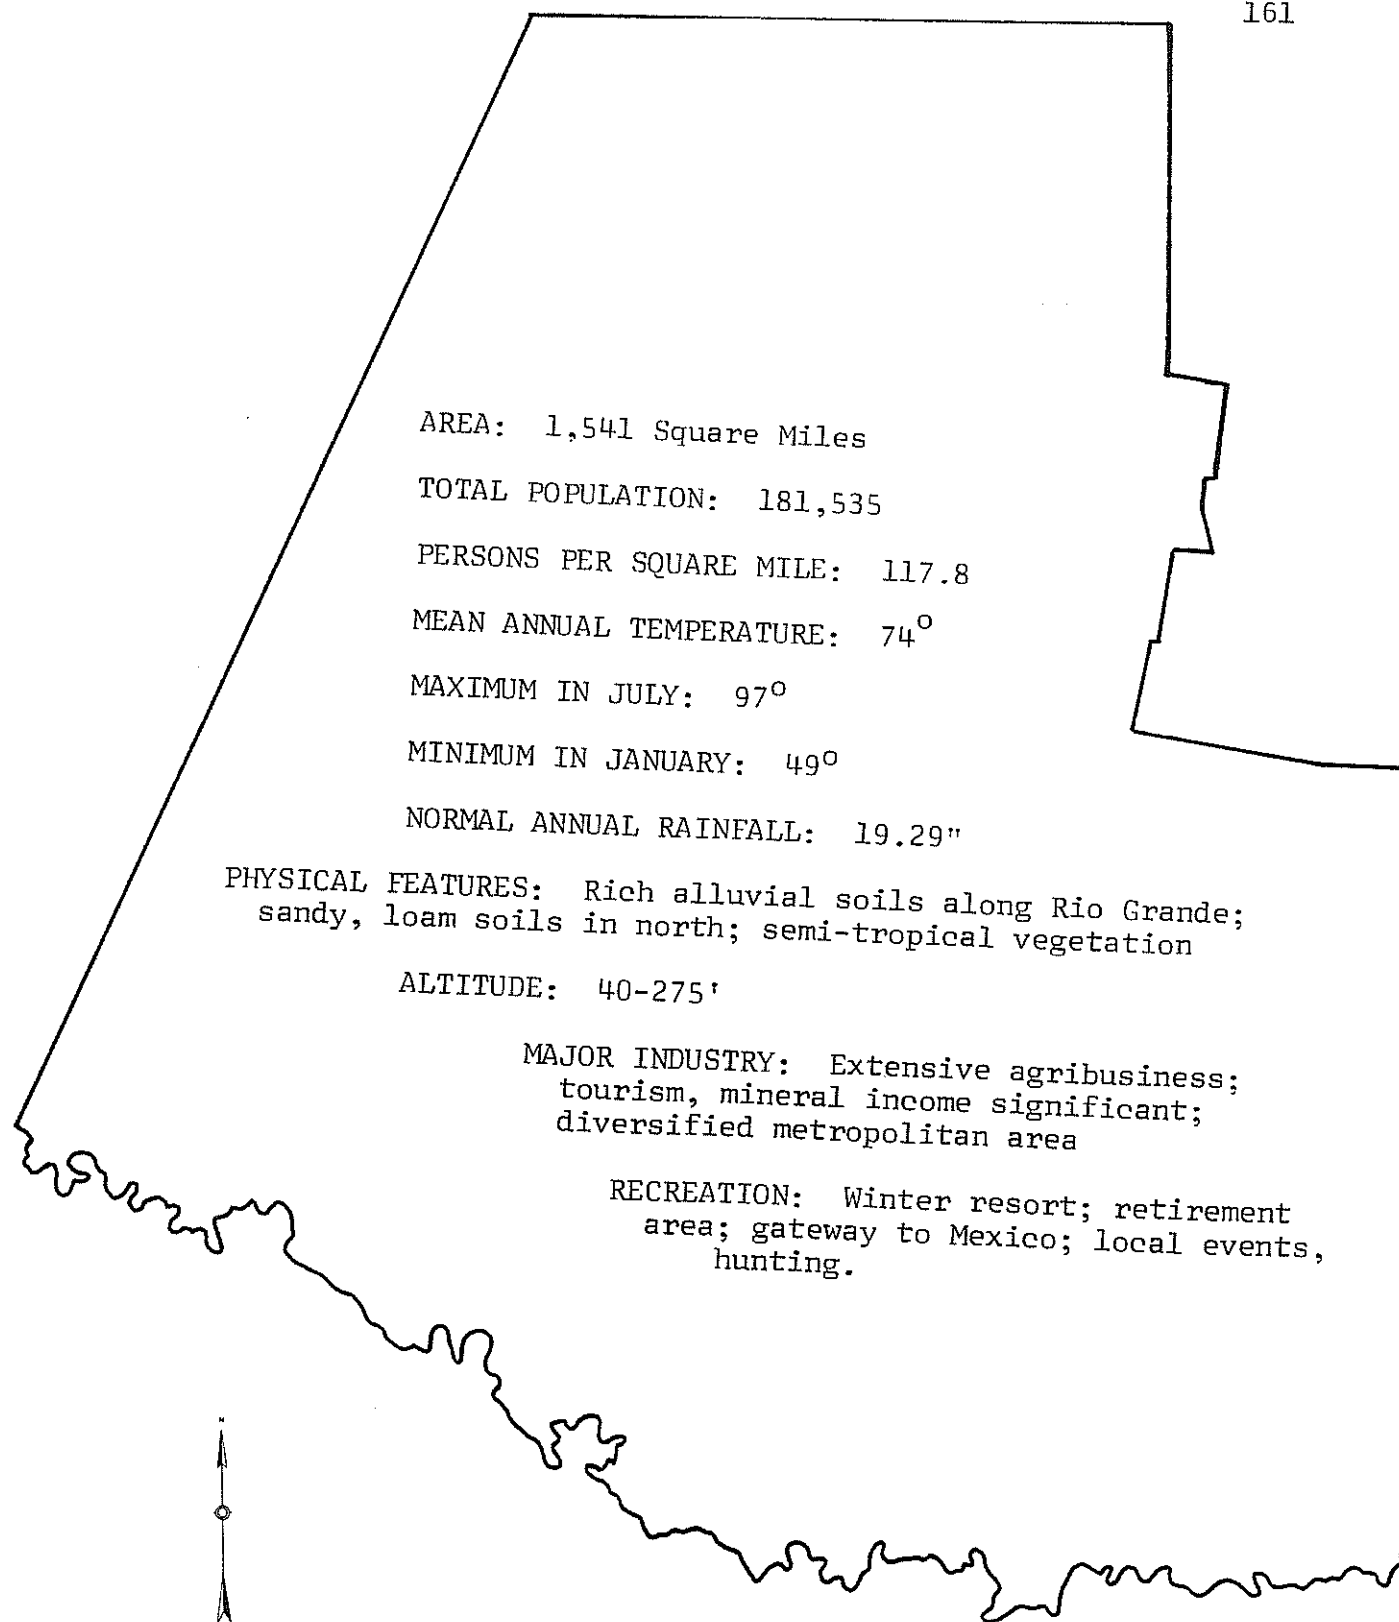 161
AREA: 1,541 Square Miles
TOTAL POPULATION: 181,535
PERSONS PER SQUARE MILE: 117.8
MEAN ANNUAL TEMPERATURE: 74°
MAXIMUM IN JULY: 97°
MINIMUM IN JANUARY: 49°
NORMAL ANNUAL RAINFALL: 19.29"
PHYSICAL FEATURES: Rich alluvial soils along Rio Grande;
sandy, loam soils in north; semi-tropical vegetation
ALTITUDE: 40-275'
MAJOR INDUSTRY: Extensive agribusiness;
tourism, mineral income significant;
diversified metropolitan area
RECREATION: Winter resort; retirement
area; gateway to Mexico; local events,
hunting.
N